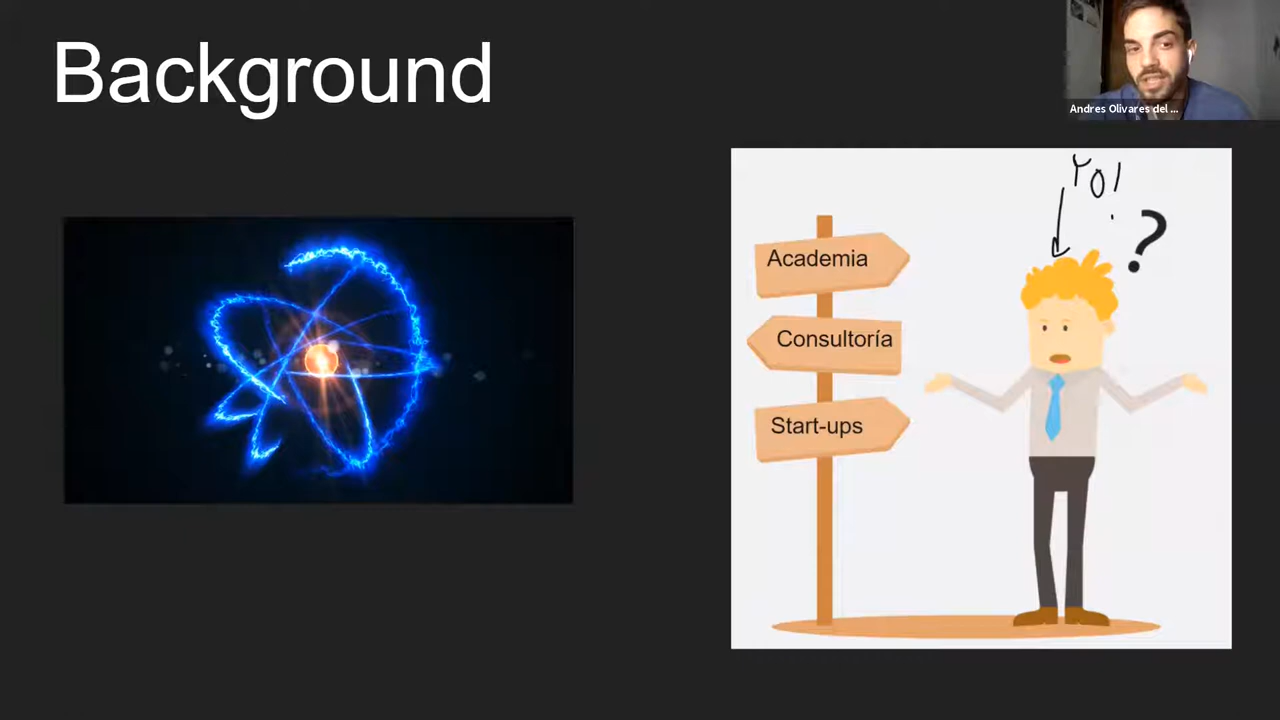 Background
Andres Olivares del ...
YO!
?
Academia
Consultoría
Start-ups